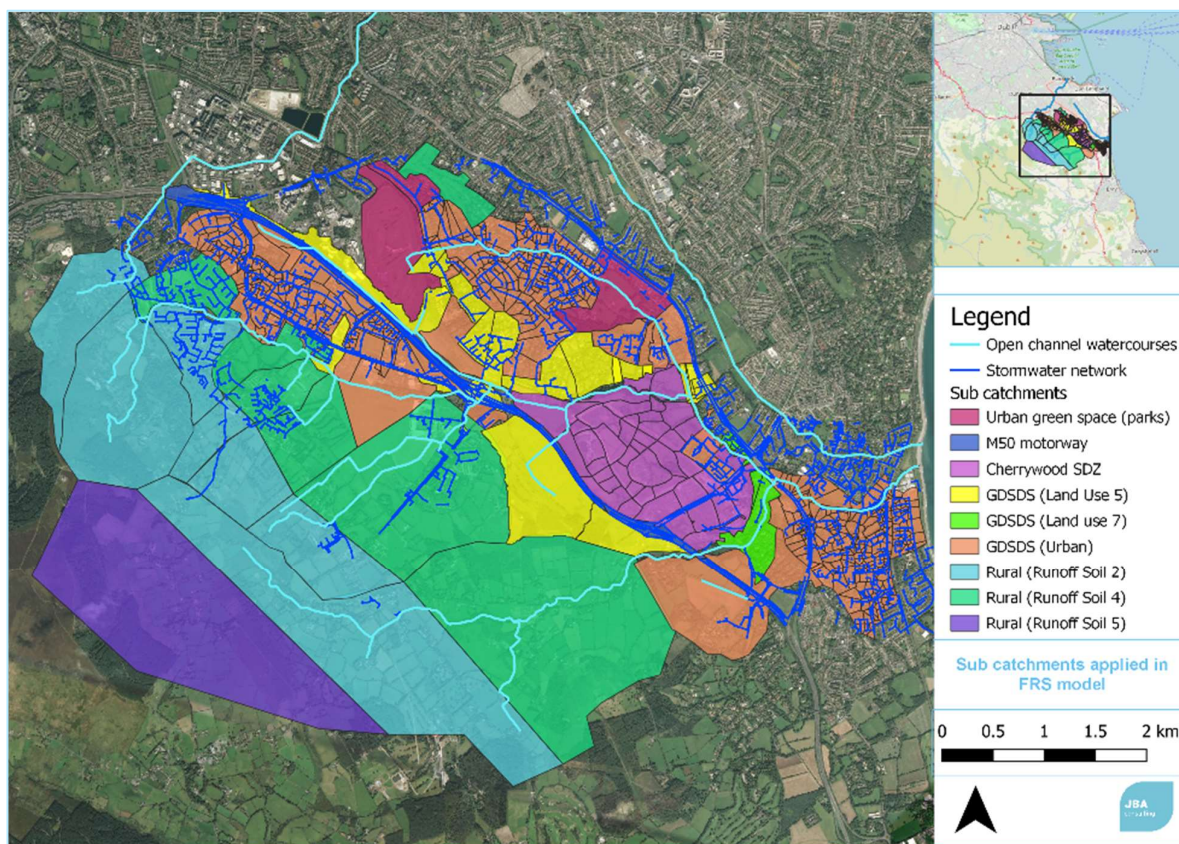 Legend
Open channel watercourses
Stormwater network
Sub catchments
Urban green space (parks)
M50 motorway
Cherrywood SDZ
GDSDS (Land Use 5)
GDSDS (Land use 7)
GDSDS (Urban)
Rural (Runoff Soil 2)
Rural (Runoff Soil 4)
Rural (Runoff Soil 5)
Sub catchments applied in
FRS model
0 0.5 1 1.5 2 km
JBA
consulting